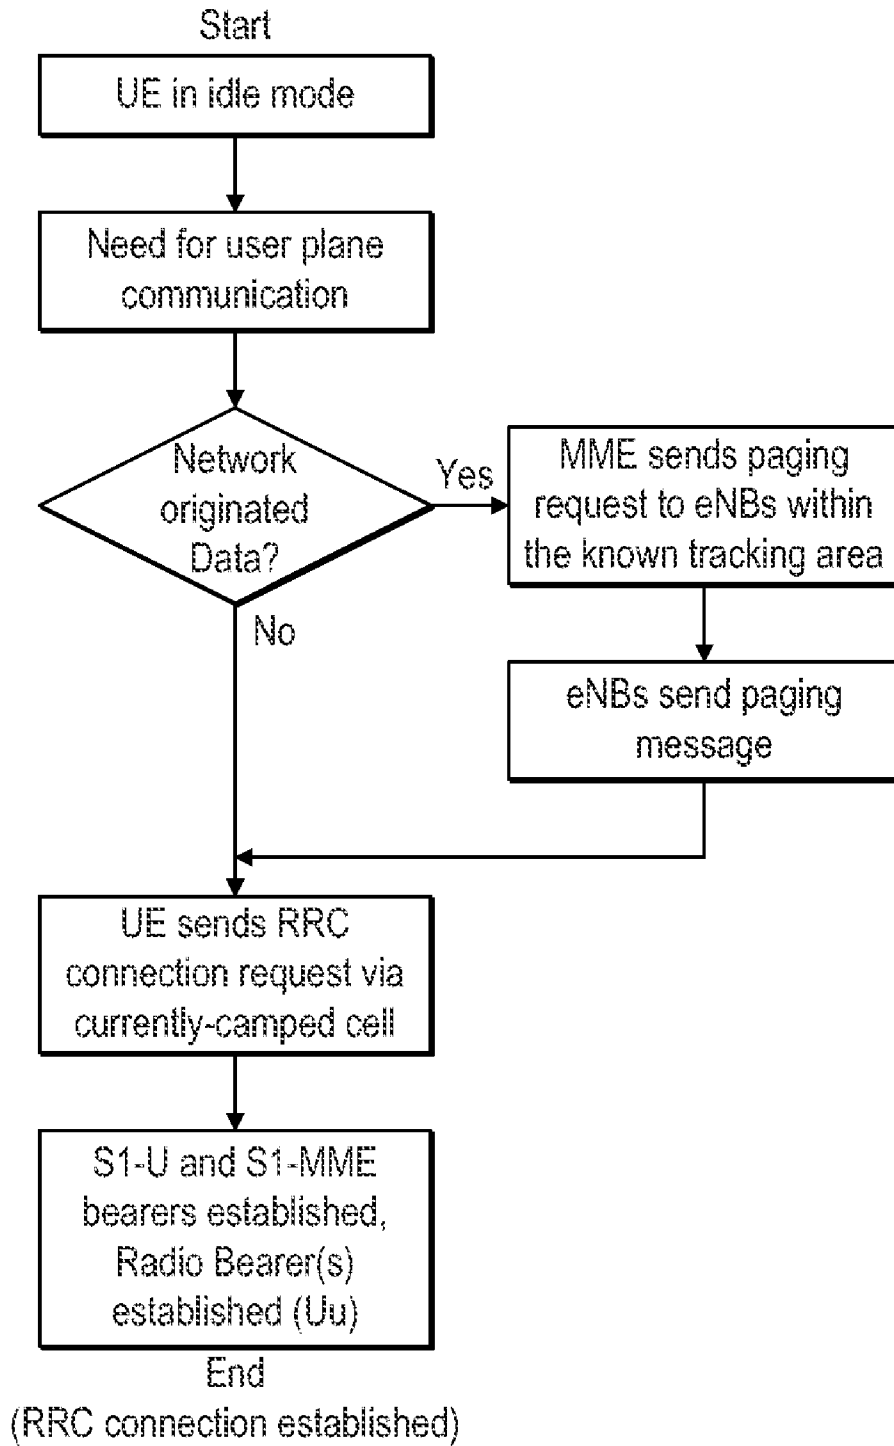 Start
UE in idle mode
Need for user plane
communication
Network
originated
Data?
Yes
MME sends paging
request to eNBs within
the known tracking area
No
eNBs send paging
message
UE sends RRC
connection request via
currently-camped cell
S1-U and S1-MME
bearers established,
Radio Bearer(s)
established (Uu)
End
(RRC connection established)